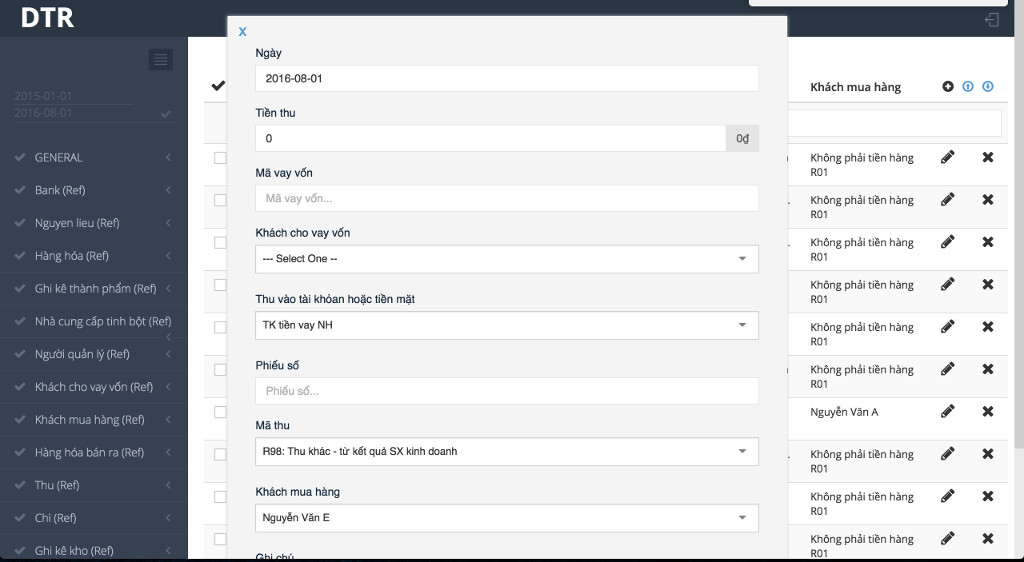 DTR
2015-01-01
2016-08-01
GENERAL
Bank (Ref)
Nguyen lieu (Ref)
Hàng hóa (Ref)
Ghi kê thành phẩm (Ref)
Nhà cung cấp tinh bột (Ref)
Người quản lý (Ref)
Khách cho vay vốn (Ref)
Khách mua hàng (Ref)
Hàng hóa bán ra (Ref)
Thu (Ref)
Chi (Ref)
Ghi kê kho (Ref)
X
Ngày
2016-08-01
Tiền thu
0
0₫
Mã vay vốn
Mã vay vốn...
Khách cho vay vốn
--- Select One --
Thu vào tài khỏan hoặc tiền mặt
TK tiền vay NH
Phiếu số
Phiếu số...
Mã thu
R98: Thu khác - từ kết quả SX kinh doanh
Khách mua hàng
Nguyễn Văn E
Ghi chú
Khách mua hàng
Không phải tiền hàng
R01
Không phải tiền hàng
R01
Không phải tiền hàng
R01
Không phải tiền hàng
R01
Không phải tiền hàng
R01
Không phải tiền hàng
R01
Nguyễn Văn A
Không phải tiền hàng
R01
Không phải tiền hàng
R01
Không phải tiền hàng
R01